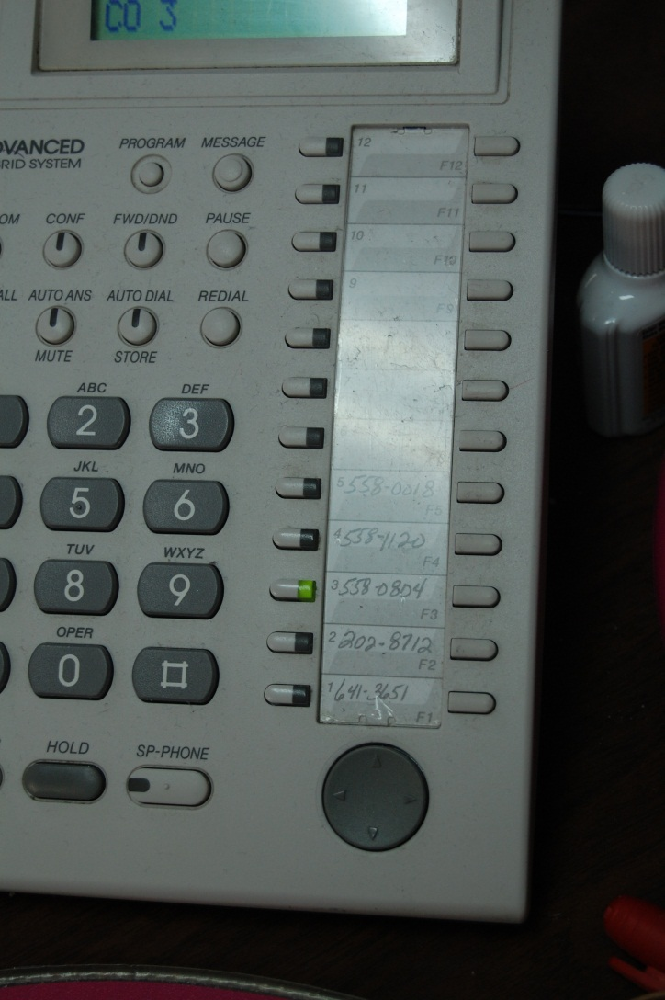 CO 3
DVANCED
RID SYSTEM
PROGRAM MESSAGE
OM CONF FWD/DND PAUSE
ALL AUTO ANS AUTO DIAL REDIAL
MUTE STORE
ABC DEF
2 3
JKL MNO
5 6
TUV WXYZ
8 9
OPER
0
HOLD SP-PHONE
12 F12
11 F11
10 F10
9 F9
5 558-0018 F5
4 558-1120 F4
3 558-0804 F3
2 202-8712 F2
1 641-3651 F1